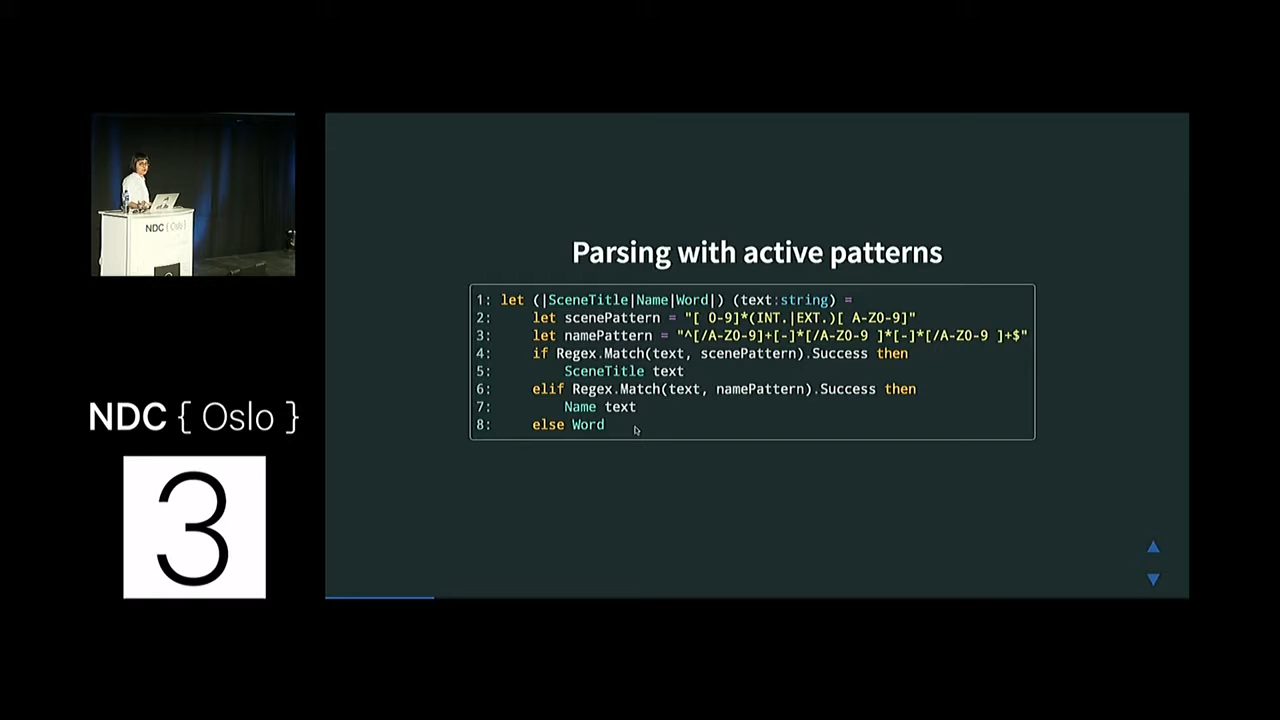 NDC { Oslo }
NDC { Oslo }
3
Parsing with active patterns
1: let (|SceneTitle|Name|Word|) (text:string) =
2:     let scenePattern = "[ 0-9]*(INT.|EXT.)[ A-Z0-9]"
3:     let namePattern = "^[/A-Z0-9]+[-]*[/A-Z0-9 ]*[-]*[/A-Z0-9 ]+$"
4:     if Regex.Match(text, scenePattern).Success then
5:         SceneTitle text
6:     elif Regex.Match(text, namePattern).Success then
7:         Name text
8:     else Word